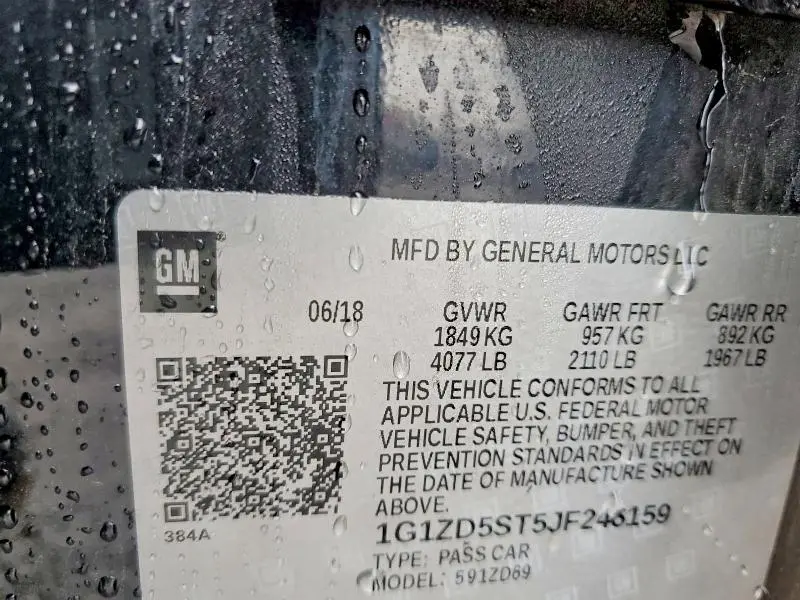 GM
MFD BY GENERAL MOTORS LLC
06/18 GVWR GAWR FRT GAWR RR
1849 KG 957 KG 892 KG
4077 LB 2110 LB 1967 LB
THIS VEHICLE CONFORMS TO ALL
APPLICABLE U.S. FEDERAL MOTOR
VEHICLE SAFETY, BUMPER, AND THEFT
PREVENTION STANDARDS IN EFFECT ON
THE DATE OF MANUFACTURE SHOWN
ABOVE.
384A
1G1ZD5ST5JF246159
TYPE: PASS CAR
MODEL: 591ZD69